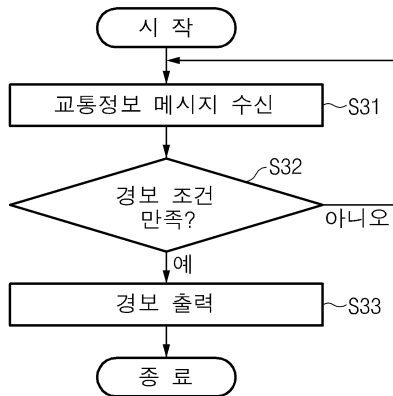 시 작
교통정보 메시지 수신
S31
S32
경보 조건
만족?
아니오
예
경보 출력
S33
종 료